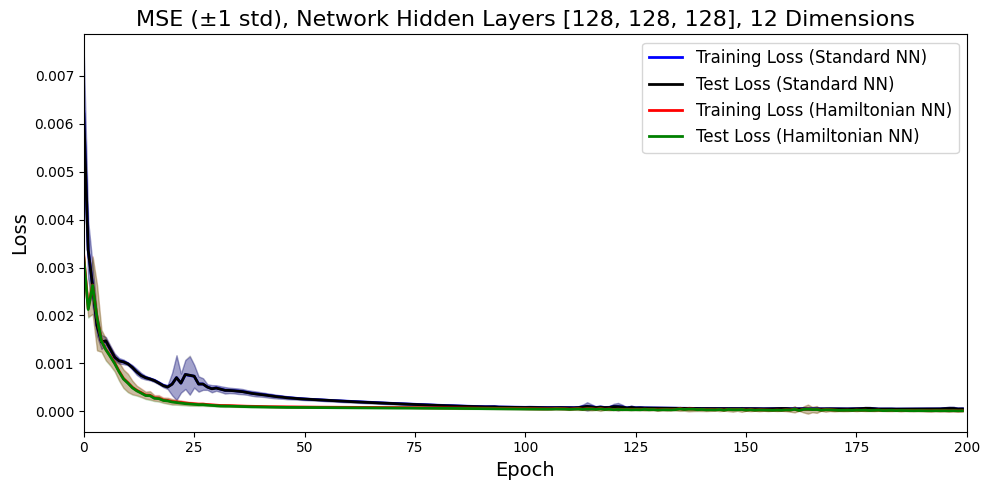 MSE (±1 std), Network Hidden Layers [128, 128, 128], 12 Dimensions
Training Loss (Standard NN)
Test Loss (Standard NN)
Training Loss (Hamiltonian NN)
Test Loss (Hamiltonian NN)
Loss
0.007
0.006
0.005
0.004
0.003
0.002
0.001
0.000
0 25 50 75 100 125 150 175 200
Epoch